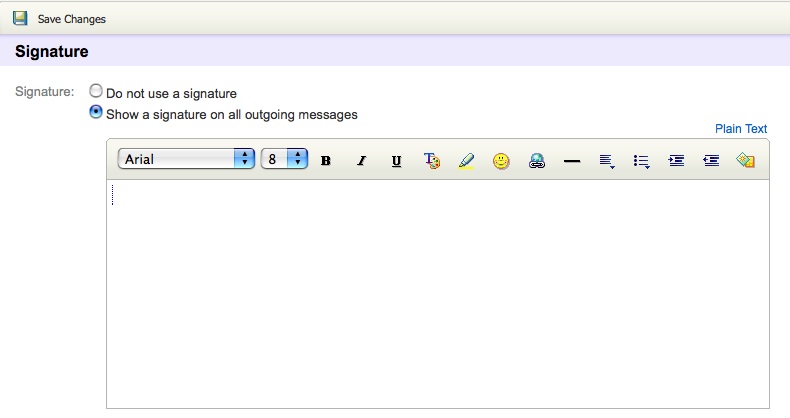 Save Changes
Signature
Signature: Do not use a signature
Show a signature on all outgoing messages
Plain Text
Arial 8 B I U T